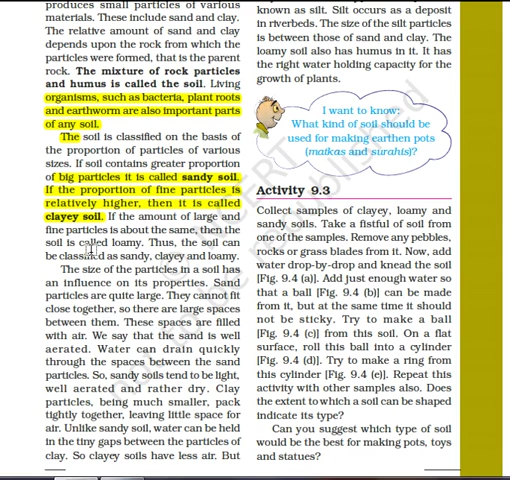 produces small particles of various
materials. These include sand and clay.
The relative amount of sand and clay
depends upon the rock from which the
particles were formed, that is the parent
rock. The mixture of rock particles
and humus is called the soil. Living
organisms, such as bacteria, plant roots
and earthworm are also important parts
of any soil.
The soil is classified on the basis of
the proportion of particles of various
sizes. If soil contains greater proportion
of big particles it is called sandy soil.
If the proportion of fine particles is
relatively higher, then it is called
clayey soil. If the amount of large and
fine particles is about the same, then the
soil is called loamy. Thus, the soil can
be classified as sandy, clayey and loamy.
The size of the particles in a soil has
an influence on its properties. Sand
particles are quite large. They cannot fit
close together, so there are large spaces
between them. These spaces are filled
with air. We say that the sand is well
aerated. Water can drain quickly
through the spaces between the sand
particles. So, sandy soils tend to be light,
well aerated and rather dry. Clay
particles, being much smaller, pack
tightly together, leaving little space for
air. Unlike sandy soil, water can be held
in the tiny gaps between the particles of
clay. So clayey soils have less air. But
known as silt. Silt occurs as a deposit
in riverbeds. The size of the silt particles
is between those of sand and clay. The
loamy soil also has humus in it. It has
the right water holding capacity for the
growth of plants.
I want to know:
What kind of soil should be
used for making earthen pots
(matkas and surahis)?
Activity 9.3
Collect samples of clayey, loamy and
sandy soils. Take a fistful of soil from
one of the samples. Remove any pebbles,
rocks or grass blades from it. Now, add
water drop-by-drop and knead the soil
[Fig. 9.4 (a)]. Add just enough water so
that a ball [Fig. 9.4 (b)] can be made
from it, but at the same time it should
not be sticky. Try to make a ball
[Fig. 9.4 (c)] from this soil. On a flat
surface, roll this ball into a cylinder
[Fig. 9.4 (d)]. Try to make a ring from
this cylinder [Fig. 9.4 (e)]. Repeat this
activity with other samples also. Does
the extent to which a soil can be shaped
indicate its type?
Can you suggest which type of soil
would be the best for making pots, toys
and statues?